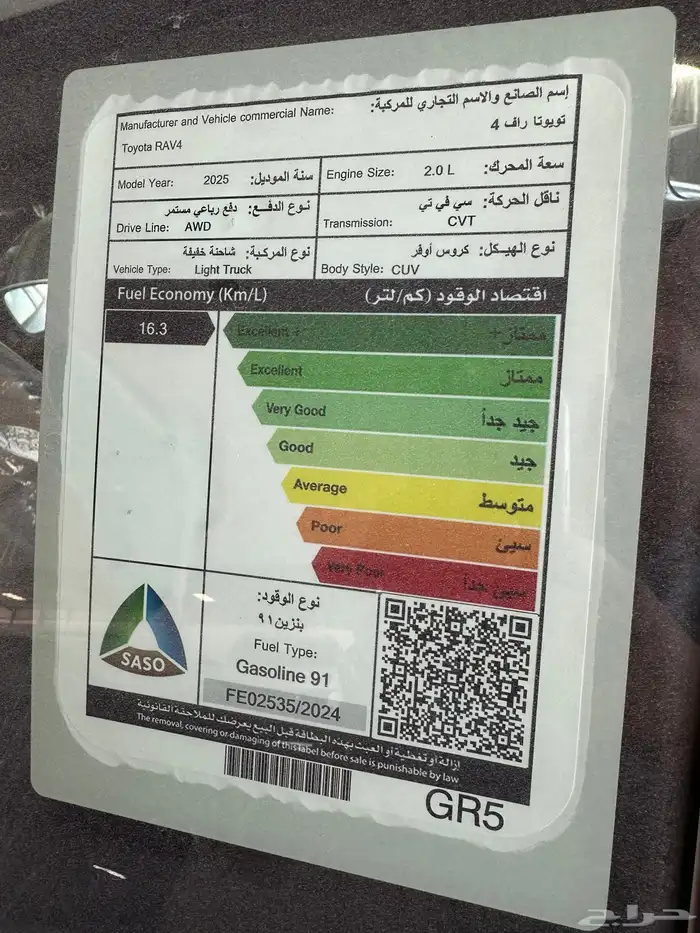 إسم الصانع والاسم التجاري للمركبة:
Manufacturer and Vehicle commercial Name:
تويوتا راف 4
Toyota RAV4
سعة المحرك:
Engine Size: 2.0 L
سنة الموديل:
Model Year: 2025
ناقل الحركة: سي في تي
Transmission: CVT
نوع الدفع: دفع رباعي مستمر
Drive Line: AWD
نوع الهيكل: كروس أوفر
Body Style: CUV
نوع المركبة: شاحنة خفيفة
Vehicle Type: Light Truck
Fuel Economy (Km/L) اقتصاد الوقود (كم/لتر)
16.3
Excellent + ممتاز +
Excellent ممتاز
Very Good جيد جداً
Good جيد
Average متوسط
Poor سيئ
Very Poor سيئ جداً
SASO
نوع الوقود:
بنزين ٩١
Fuel Type:
Gasoline 91
FE02535/2024
إزالة أو تغطية أو العبث بهذه البطاقة قبل البيع يعرضك للملاحقة القانونية
The removal, covering or damaging of this label before sale is punishable by law
GR5
حراج